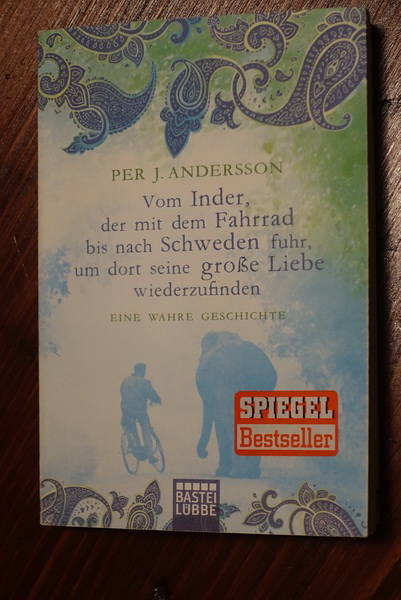 PER J. ANDERSSON
Vom Inder,
der mit dem Fahrrad
bis nach Schweden fuhr,
um dort seine große Liebe
wiederzufinden
EINE WAHRE GESCHICHTE
SPIEGEL
Bestseller
BASTEI
LÜBBE